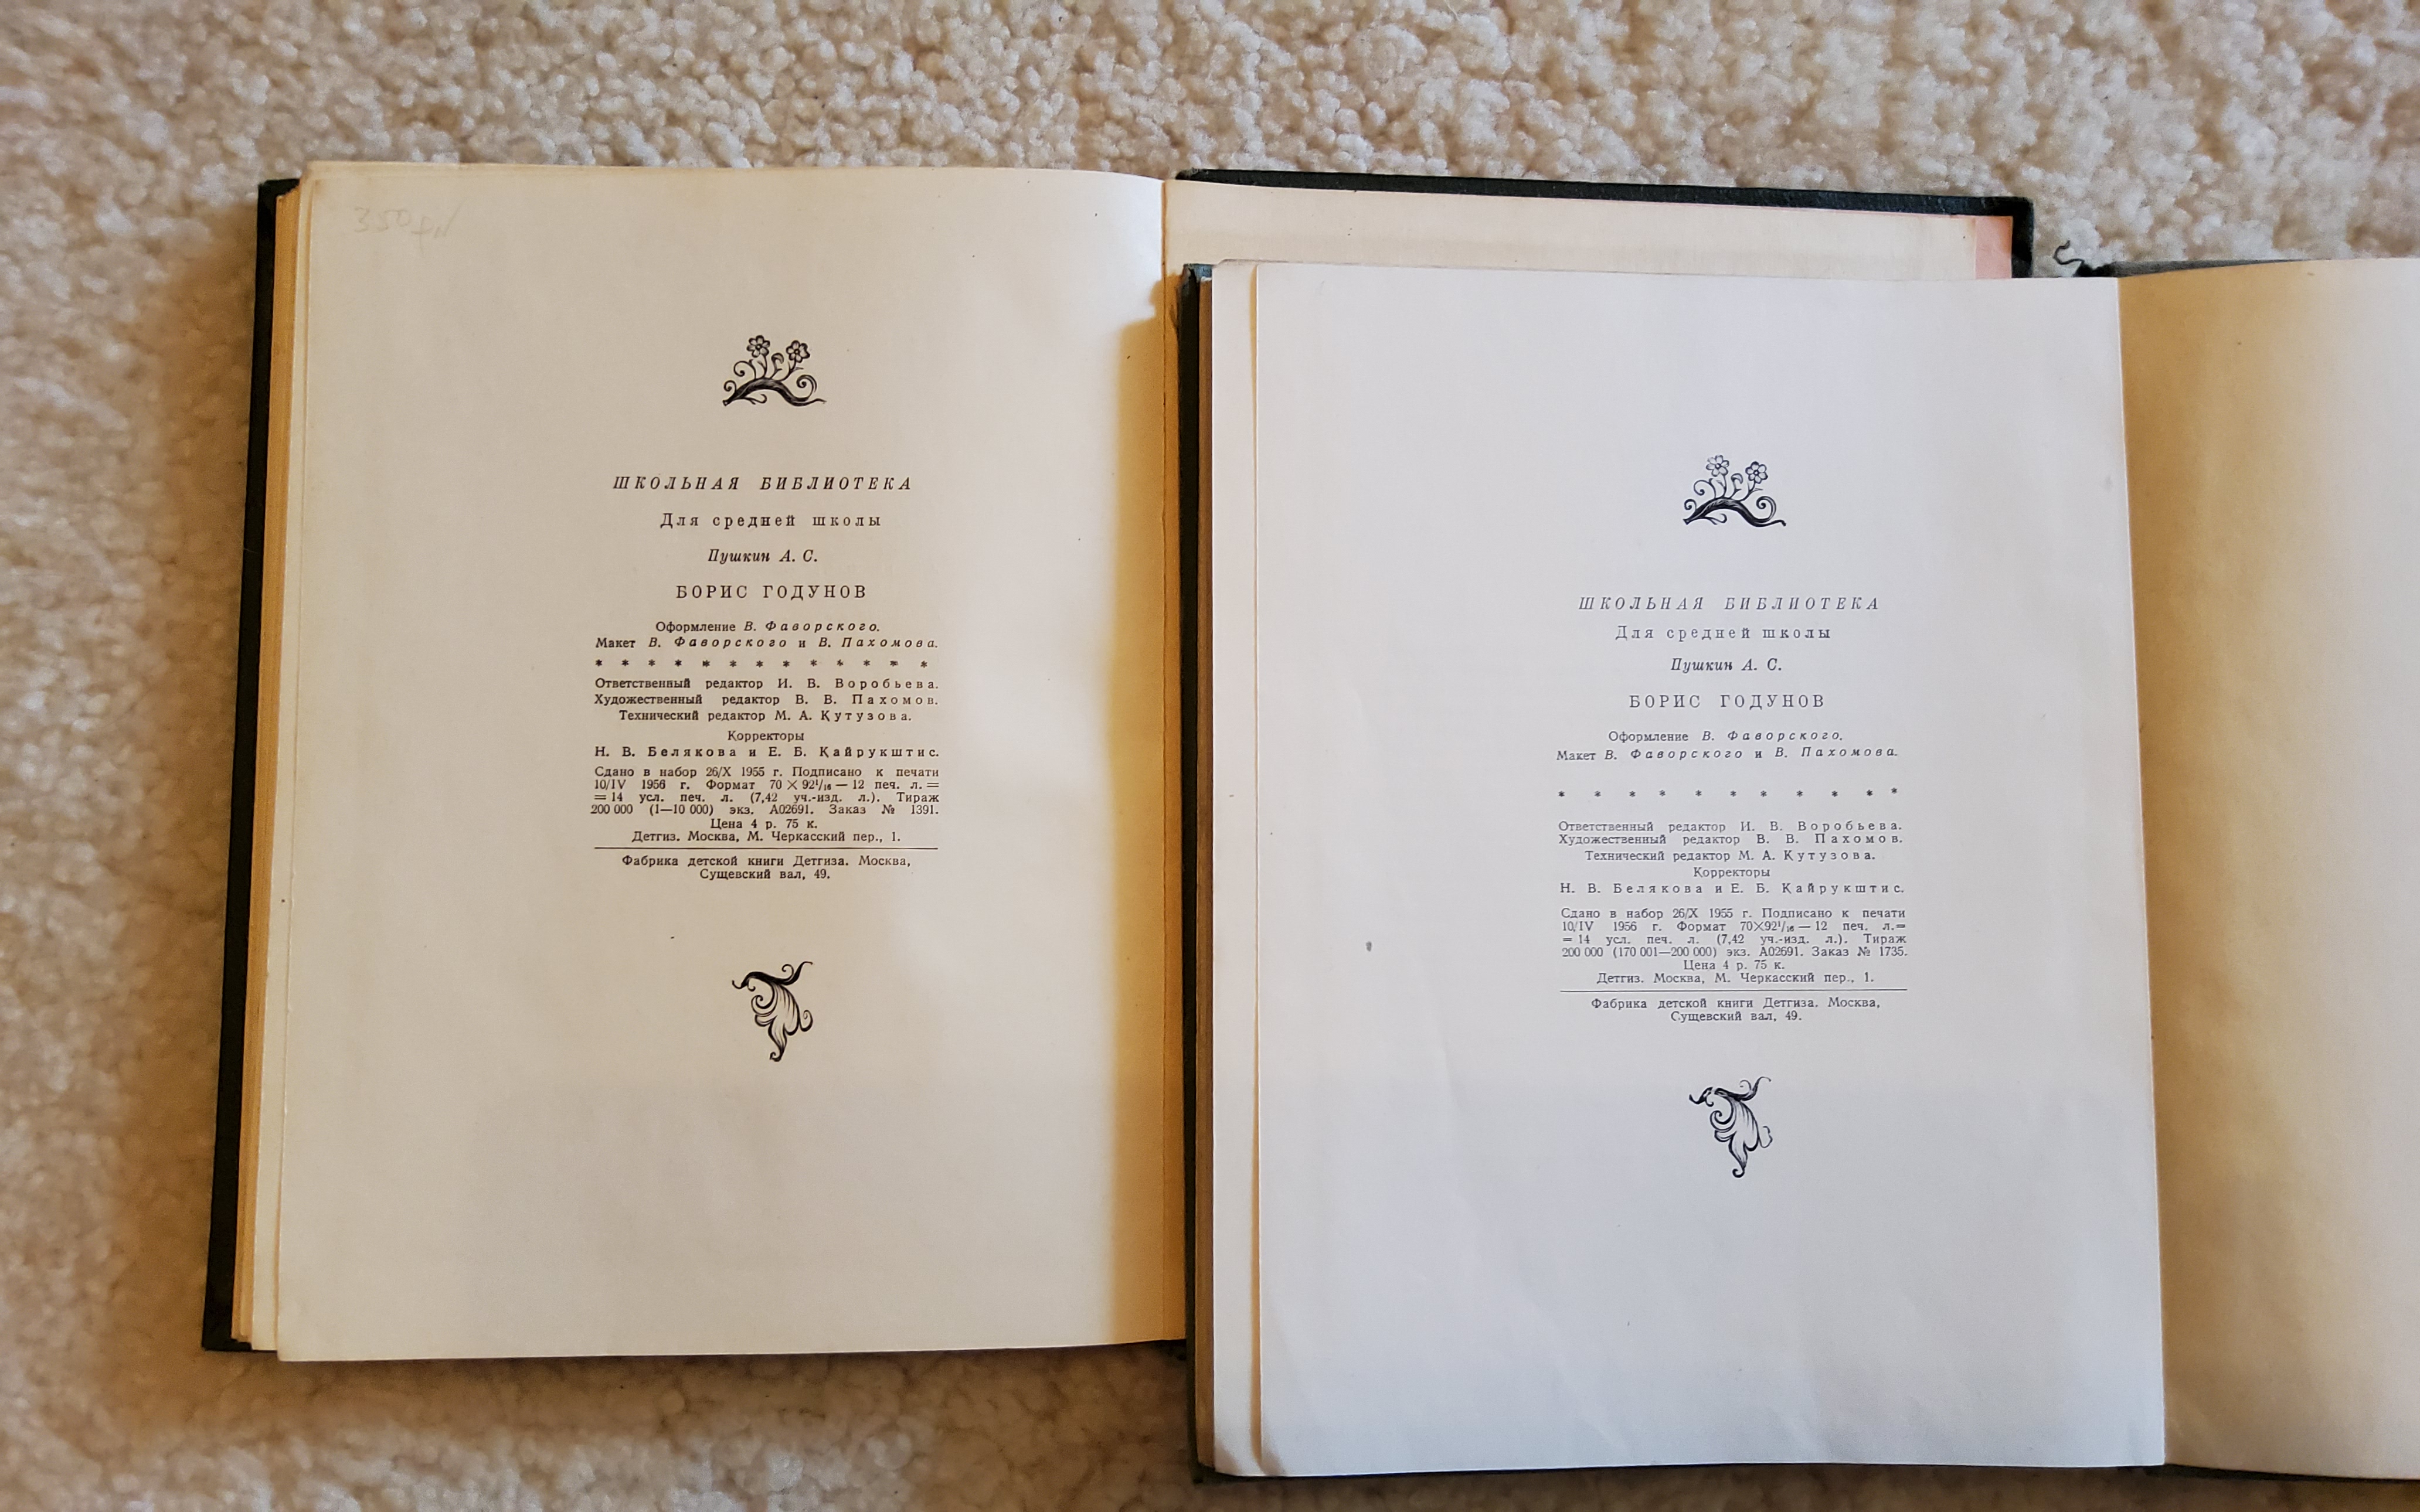 350 р
ШКОЛЬНАЯ БИБЛИОТЕКА
Для средней школы
Пушкин А. С.
БОРИС ГОДУНОВ
Оформление В. Фаворского.
Макет В. Фаворского и В. Пахомова.
* * * * * * * * * * * * *
Ответственный редактор И. В. Воробьева.
Художественный редактор В. В. Пахомов.
Технический редактор М. А. Кутузова.
Корректоры
Н. В. Белякова и Е. Б. Кайрукштис.
Сдано в набор 26/X 1955 г. Подписано к печати
10/IV 1956 г. Формат 70 × 92¹/₁₆ — 12 печ. л. =
= 14 усл. печ. л. (7,42 уч.-изд. л.). Тираж
200 000 (1—10 000) экз. А02691. Заказ № 1391.
Цена 4 р. 75 к.
Детгиз. Москва, М. Черкасский пер., 1.
Фабрика детской книги Детгиза. Москва,
Сущевский вал, 49.
ШКОЛЬНАЯ БИБЛИОТЕКА
Для средней школы
Пушкин А. С.
БОРИС ГОДУНОВ
Оформление В. Фаворского.
Макет В. Фаворского и В. Пахомова.
* * * * * * * * * * *
Ответственный редактор И. В. Воробьева.
Художественный редактор В. В. Пахомов.
Технический редактор М. А. Кутузова.
Корректоры
Н. В. Белякова и Е. Б. Кайрукштис.
Сдано в набор 26/X 1955 г. Подписано к печати
10/IV 1956 г. Формат 70×92¹/₁₆ — 12 печ. л.=
= 14 усл. печ. л. (7,42 уч.-изд. л.). Тираж
200 000 (170 001—200 000) экз. А02691. Заказ № 1735.
Цена 4 р. 75 к.
Детгиз. Москва, М. Черкасский пер., 1.
Фабрика детской книги Детгиза. Москва,
Сущевский вал, 49.